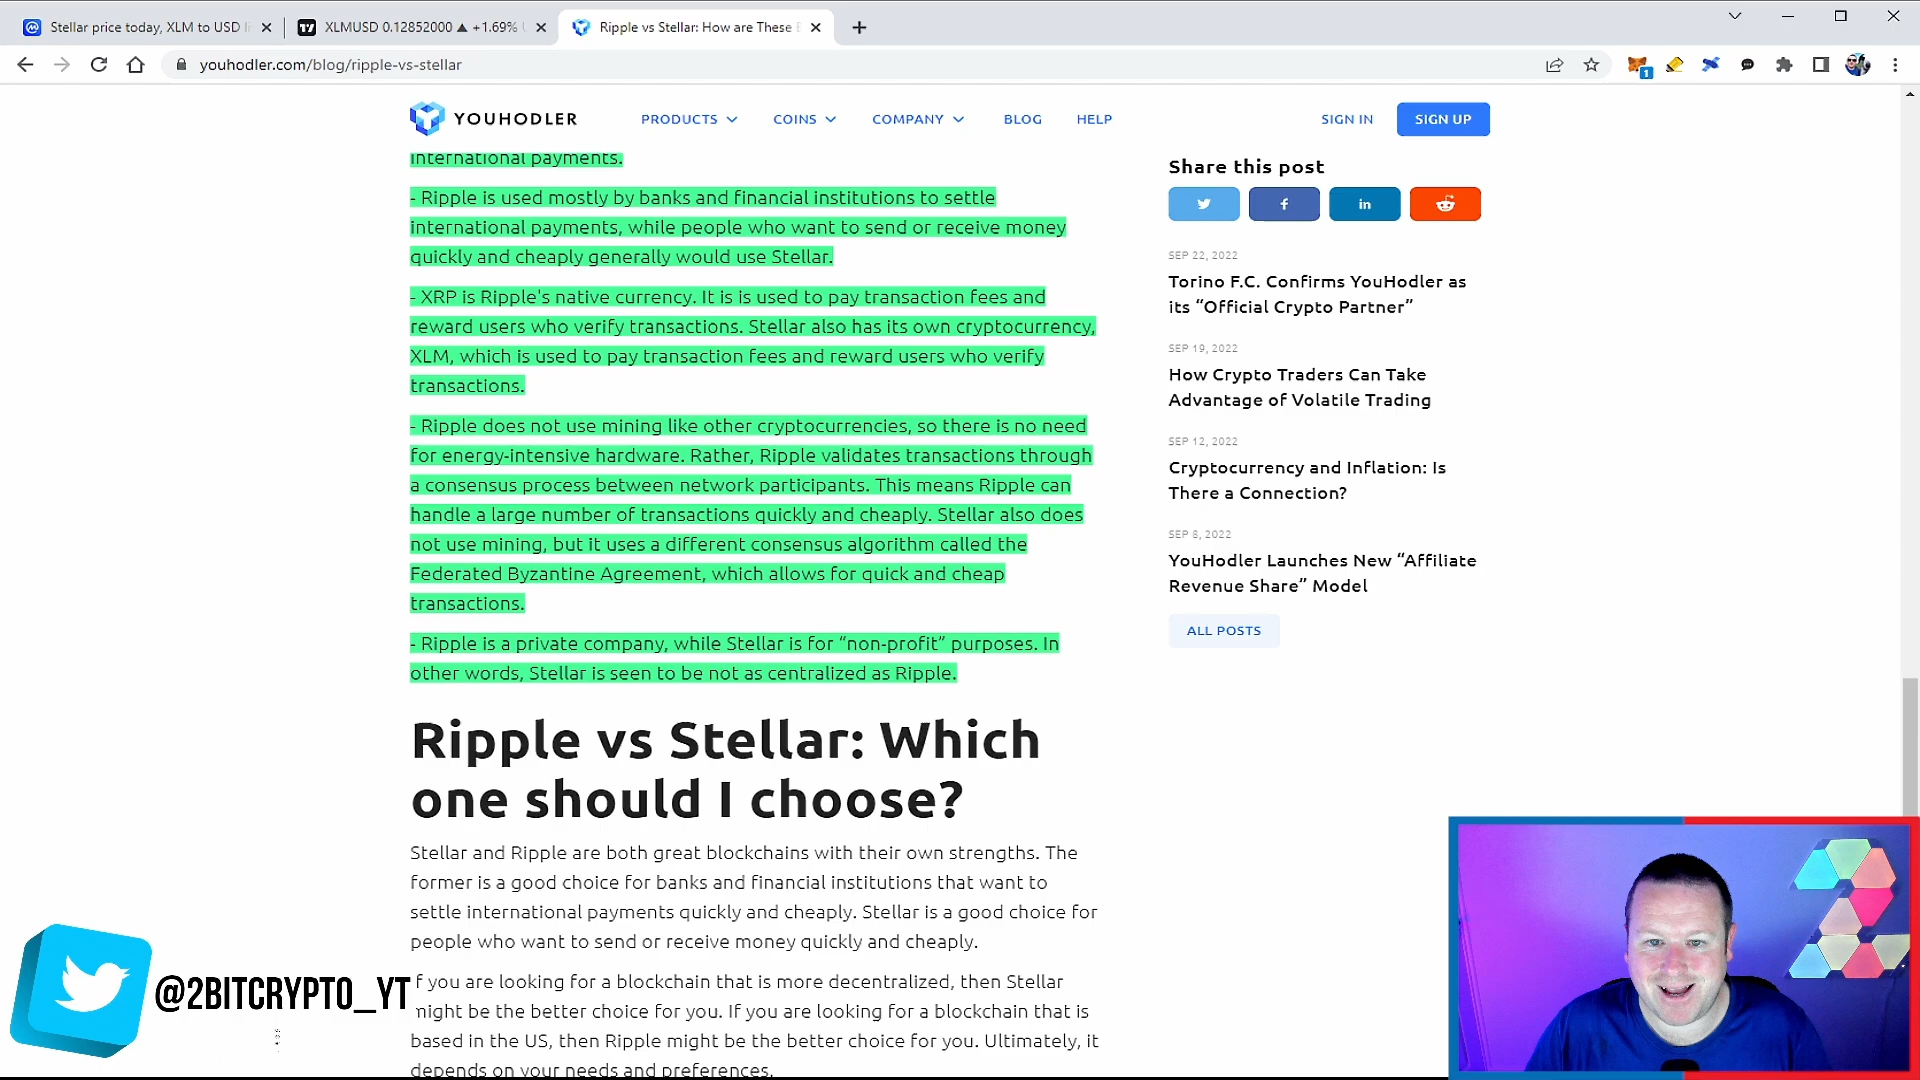 Stellar price today, XLM to USD li
XLMUSD 0.12852000 ▲ +1.69%
Ripple vs Stellar: How are These
youhodler.com/blog/ripple-vs-stellar
1
YOUHODLER
PRODUCTS
COINS
COMPANY
BLOG
HELP
SIGN IN
SIGN UP
international payments.
- Ripple is used mostly by banks and financial institutions to settle
international payments, while people who want to send or receive money
quickly and cheaply generally would use Stellar.
- XRP is Ripple's native currency. It is is used to pay transaction fees and
reward users who verify transactions. Stellar also has its own cryptocurrency,
XLM, which is used to pay transaction fees and reward users who verify
transactions.
- Ripple does not use mining like other cryptocurrencies, so there is no need
for energy-intensive hardware. Rather, Ripple validates transactions through
a consensus process between network participants. This means Ripple can
handle a large number of transactions quickly and cheaply. Stellar also does
not use mining, but it uses a different consensus algorithm called the
Federated Byzantine Agreement, which allows for quick and cheap
transactions.
- Ripple is a private company, while Stellar is for “non-profit” purposes. In
other words, Stellar is seen to be not as centralized as Ripple.
Ripple vs Stellar: Which
one should I choose?
Stellar and Ripple are both great blockchains with their own strengths. The
former is a good choice for banks and financial institutions that want to
settle international payments quickly and cheaply. Stellar is a good choice for
people who want to send or receive money quickly and cheaply.
f you are looking for a blockchain that is more decentralized, then Stellar
might be the better choice for you. If you are looking for a blockchain that is
based in the US, then Ripple might be the better choice for you. Ultimately, it
depends on your needs and preferences.
Share this post
SEP 22, 2022
Torino F.C. Confirms YouHodler as
its “Official Crypto Partner”
SEP 19, 2022
How Crypto Traders Can Take
Advantage of Volatile Trading
SEP 12, 2022
Cryptocurrency and Inflation: Is
There a Connection?
SEP 8, 2022
YouHodler Launches New “Affiliate
Revenue Share” Model
ALL POSTS
@2BITCRYPTO_YT